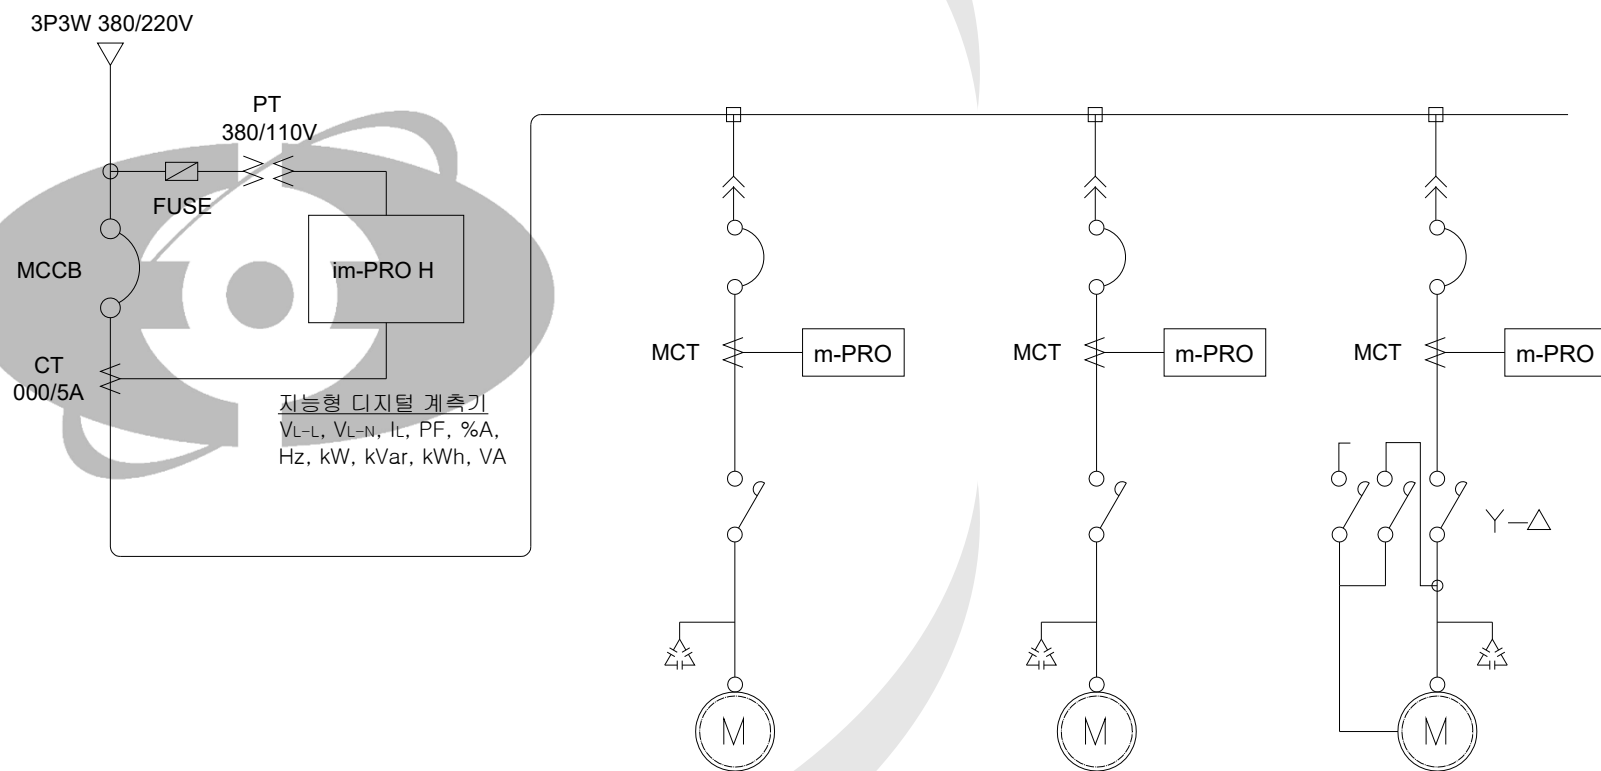 3P3W 380/220V
PT
380/110V
FUSE
MCCB
im-PRO H
CT
000/5A
지능형 디지털 계측기
VL-L, VL-N, IL, PF, %A,
Hz, kW, kVar, kWh, VA
MCT
m-PRO
MCT
m-PRO
MCT
m-PRO
Y-△
M
M
M